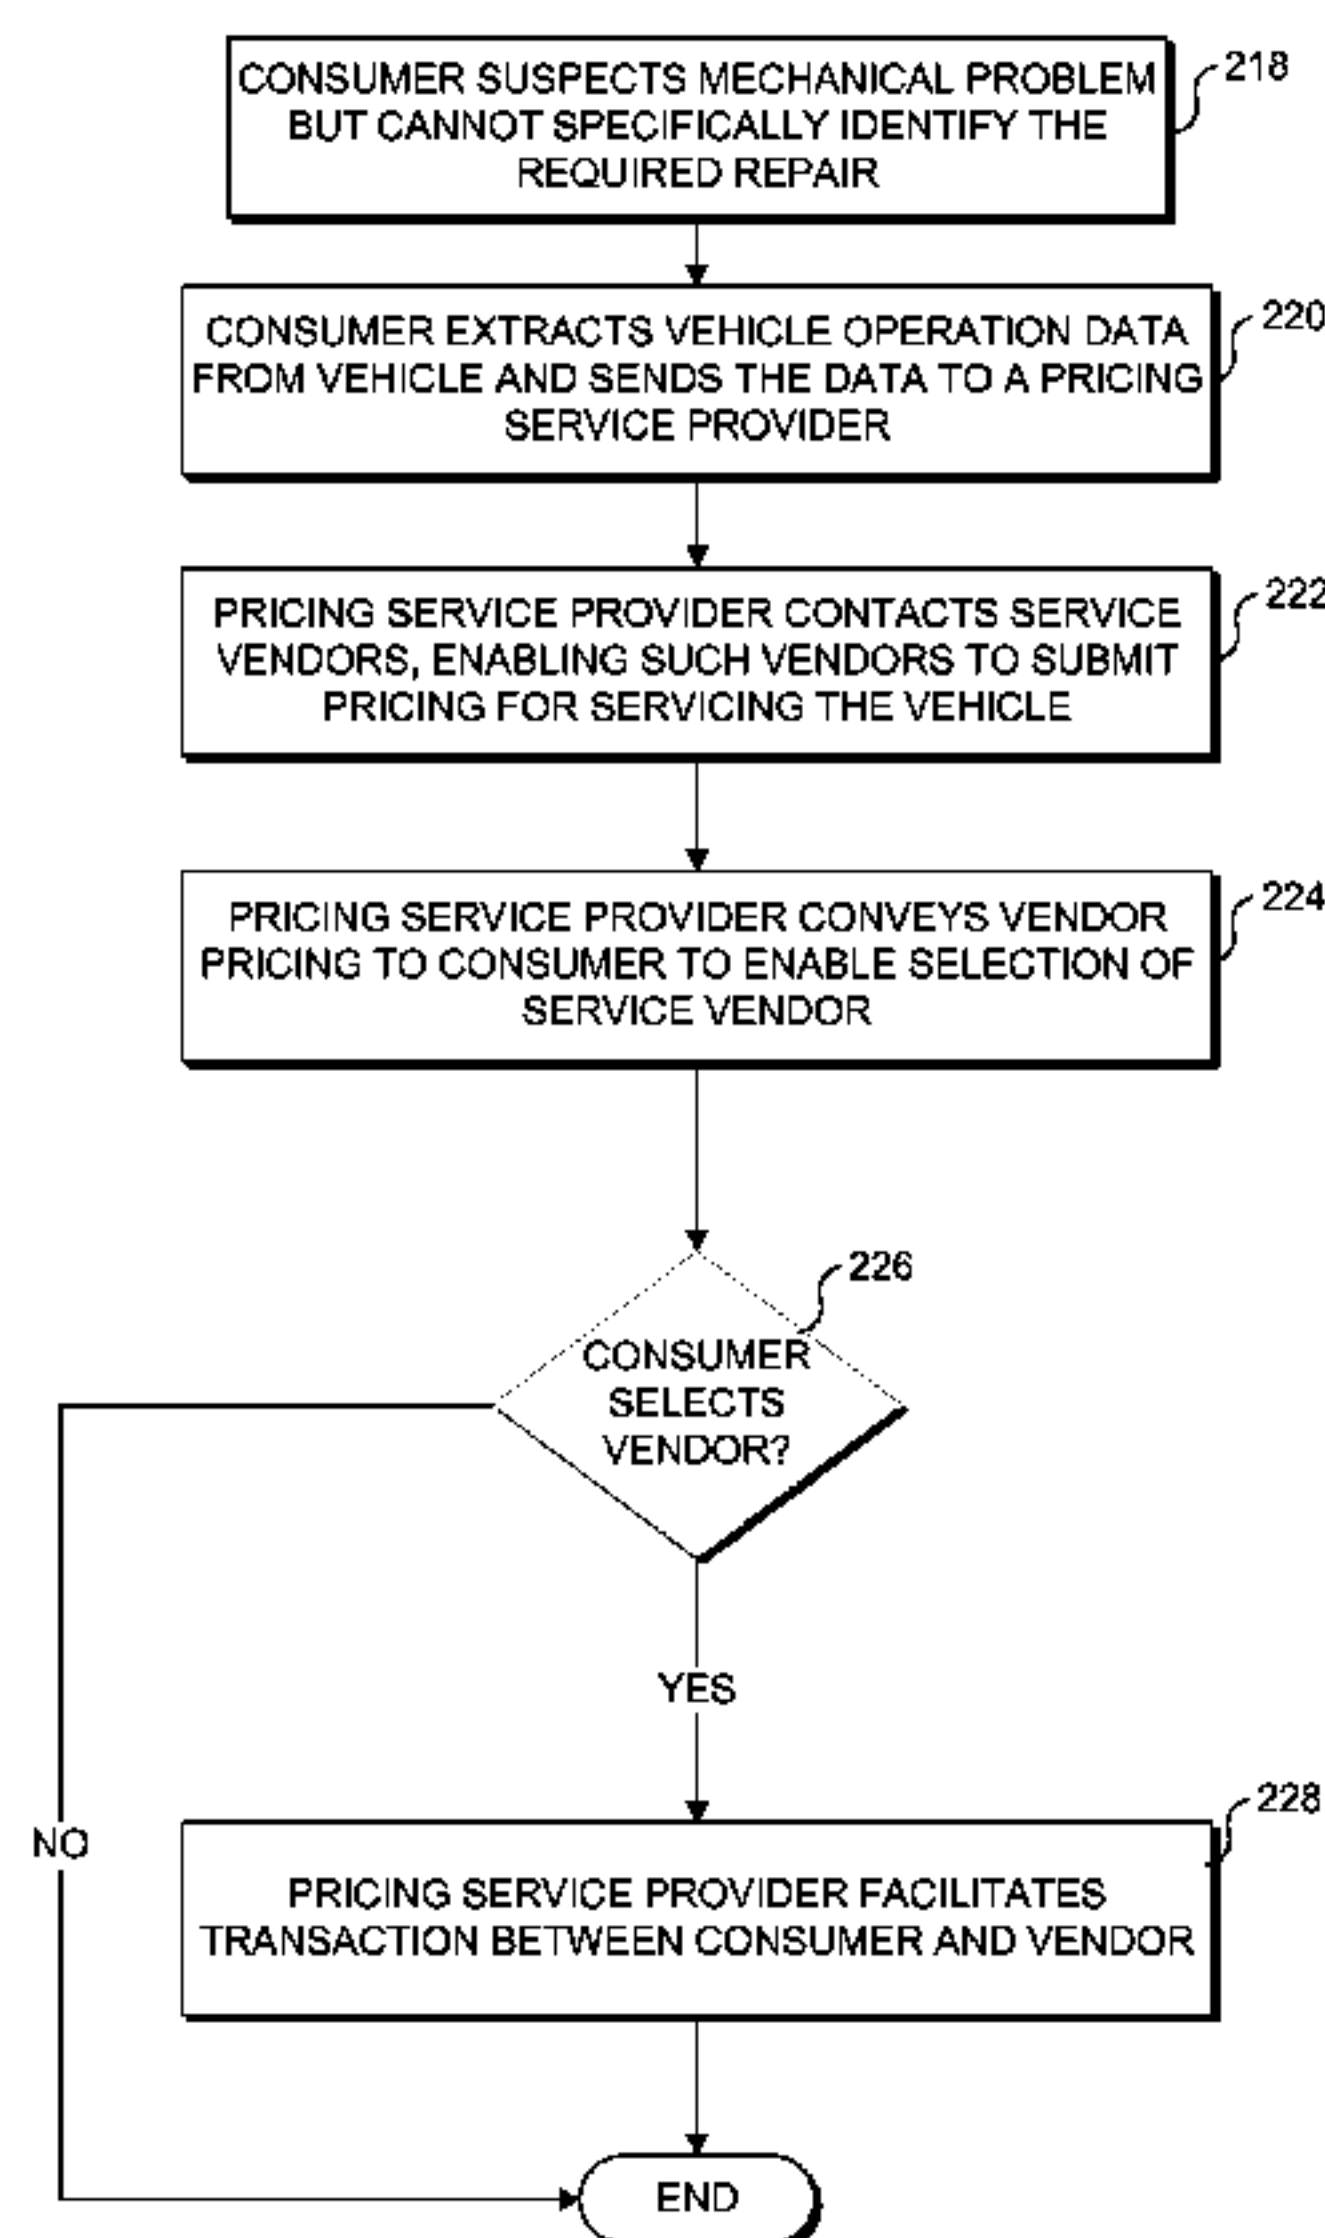 CONSUMER SUSPECTS MECHANICAL PROBLEM
BUT CANNOT SPECIFICALLY IDENTIFY THE
REQUIRED REPAIR
218
CONSUMER EXTRACTS VEHICLE OPERATION DATA
FROM VEHICLE AND SENDS THE DATA TO A PRICING
SERVICE PROVIDER
220
PRICING SERVICE PROVIDER CONTACTS SERVICE
VENDORS, ENABLING SUCH VENDORS TO SUBMIT
PRICING FOR SERVICING THE VEHICLE
222
PRICING SERVICE PROVIDER CONVEYS VENDOR
PRICING TO CONSUMER TO ENABLE SELECTION OF
SERVICE VENDOR
224
226
CONSUMER
SELECTS
VENDOR?
YES
NO
228
PRICING SERVICE PROVIDER FACILITATES
TRANSACTION BETWEEN CONSUMER AND VENDOR
END